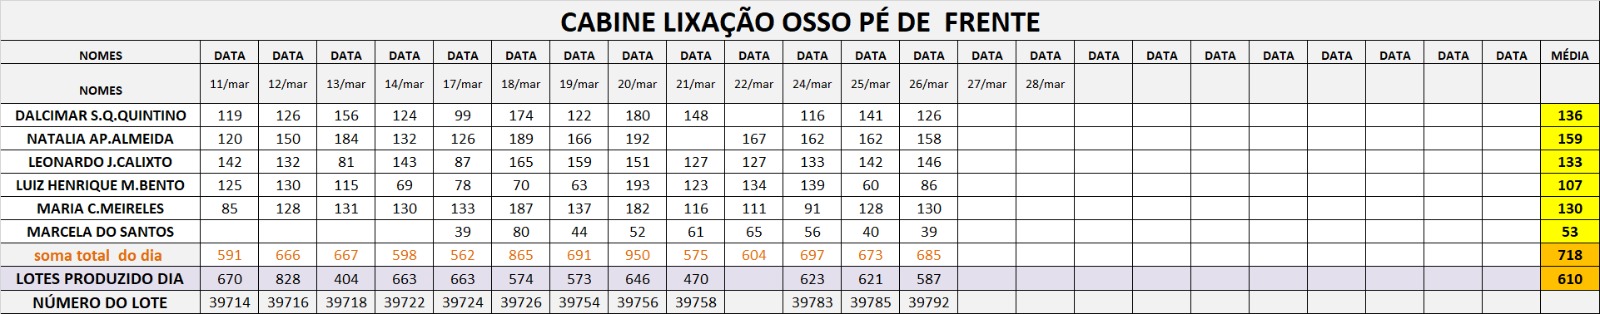 CABINE LIXAÇÃO OSSO PÉ DE FRENTE
NOMES DATA DATA DATA DATA DATA DATA DATA DATA DATA DATA DATA DATA DATA DATA DATA DATA DATA DATA DATA DATA DATA DATA DATA MÉDIA
NOMES 11/mar 12/mar 13/mar 14/mar 17/mar 18/mar 19/mar 20/mar 21/mar 22/mar 24/mar 25/mar 26/mar 27/mar 28/mar
DALCIMAR S.Q.QUINTINO 119 126 156 124 99 174 122 180 148 116 141 126 136
NATALIA AP.ALMEIDA 120 150 184 132 126 189 166 192 167 162 162 158 159
LEONARDO J.CALIXTO 142 132 81 143 87 165 159 151 127 127 133 142 146 133
LUIZ HENRIQUE M.BENTO 125 130 115 69 78 70 63 193 123 134 139 60 86 107
MARIA C.MEIRELES 85 128 131 130 133 187 137 182 116 111 91 128 130 130
MARCELA DO SANTOS 39 80 44 52 61 65 56 40 39 53
soma total do dia 591 666 667 598 562 865 691 950 575 604 697 673 685 718
LOTES PRODUZIDO DIA 670 828 404 663 663 574 573 646 470 623 621 587 610
NÚMERO DO LOTE 39714 39716 39718 39722 39724 39726 39754 39756 39758 39783 39785 39792